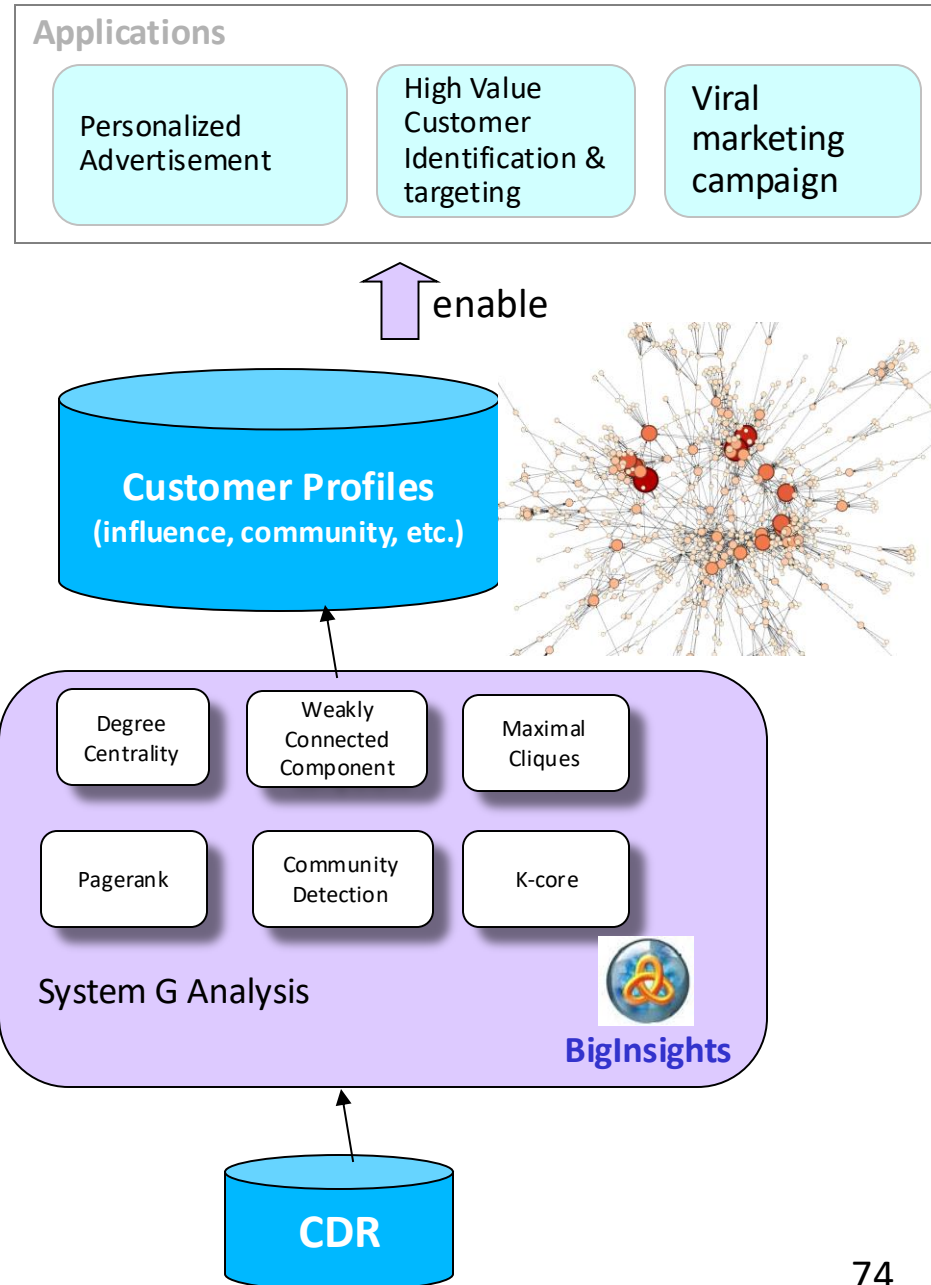 Applications
Personalized
Advertisement
High Value
Customer
Identification &
targeting
Viral
marketing
campaign
enable
Customer Profiles
(influence, community, etc.)
Degree
Centrality
Weakly
Connected
Component
Maximal
Cliques
Pagerank
Community
Detection
K-core
System G Analysis
BigInsights
CDR
74